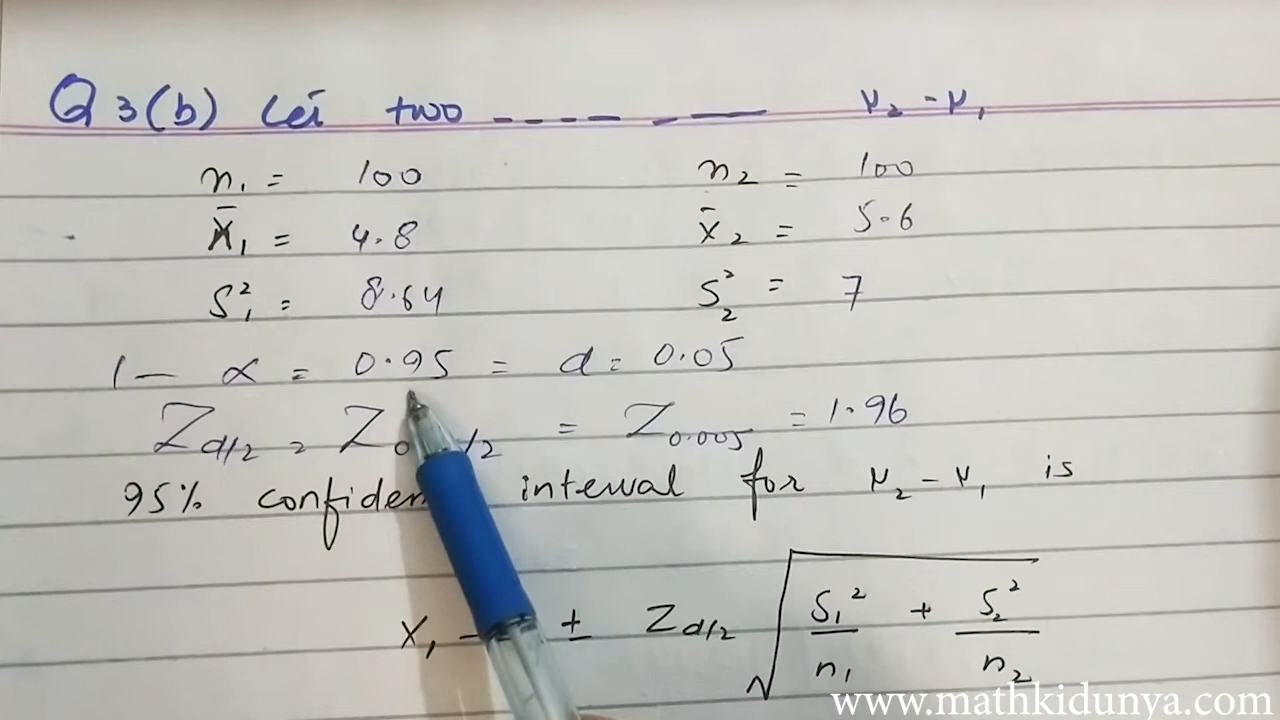 Q 3(b) Let two ---- - -- μ₂ - μ₁
n₁ = 100 n₂ = 100
x̄₁ = 4.8 x̄₂ = 5.6
S₁² = 8.64 S₂² = 7
1 - α = 0.95 = α = 0.05
Zα/2 = Z0 /2 = Z0.005 = 1.96
95% confiden interval for μ₂ - μ₁ is
x₁ - ± Zα/2 √(S₁²/n₁ + S₂²/n₂)
www.mathkidunya.com